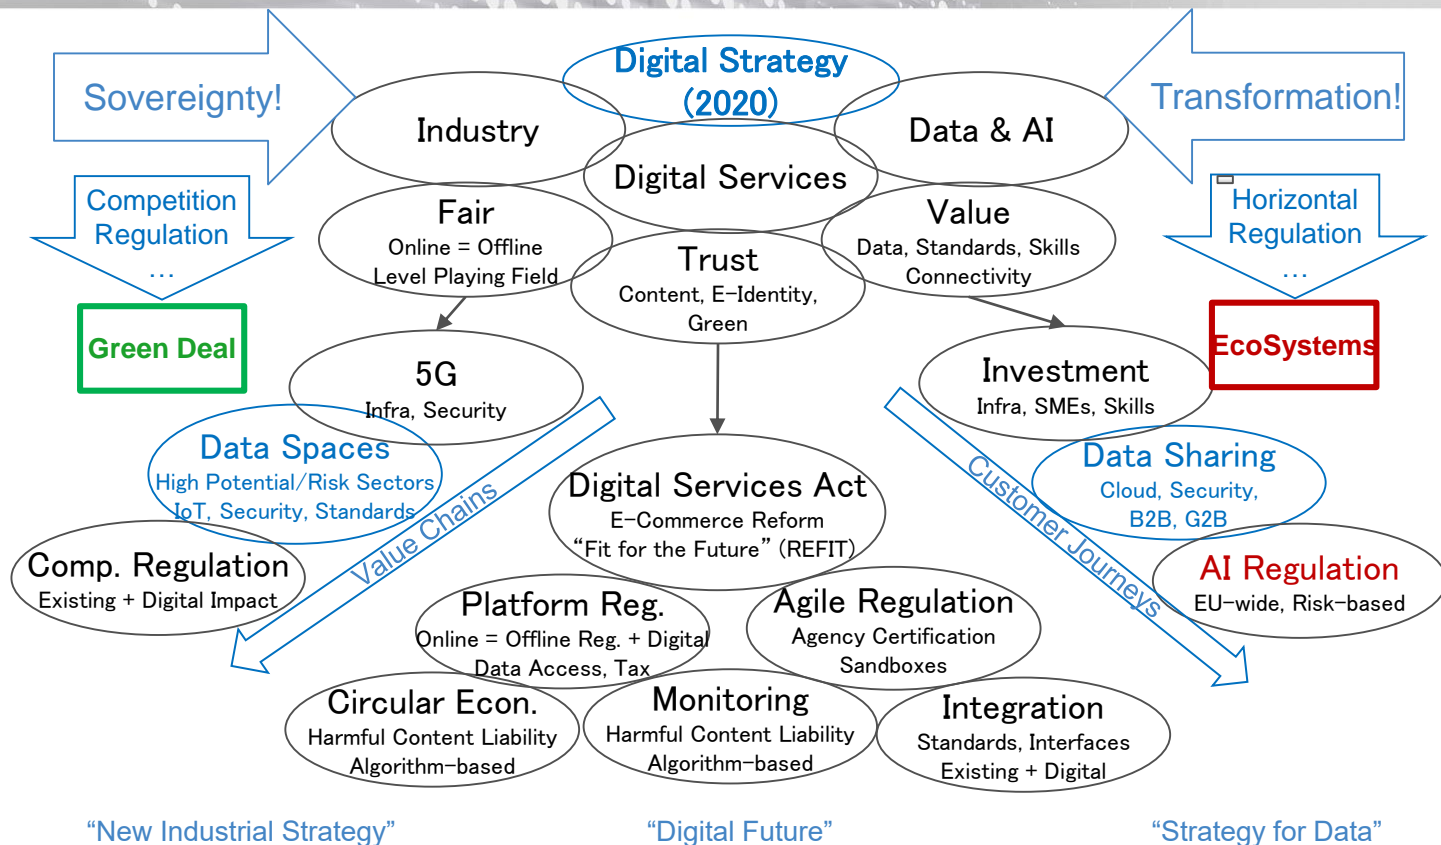 Digital Strategy
(2020)
Sovereignty!
Transformation!
Industry
Data & AI
Digital Services
Competition
Regulation
…
Fair
Online = Offline
Level Playing Field
Trust
Content, E-Identity,
Green
Value
Data, Standards, Skills
Connectivity
Horizontal
Regulation
…
Green Deal
EcoSystems
5G
Infra, Security
Investment
Infra, SMEs, Skills
Data Spaces
High Potential/Risk Sectors
IoT, Security, Standards
Value Chains
Digital Services Act
E-Commerce Reform
“Fit for the Future” (REFIT)
Customer Journeys
Data Sharing
Cloud, Security,
B2B, G2B
Comp. Regulation
Existing + Digital Impact
AI Regulation
EU-wide, Risk-based
Platform Reg.
Online = Offline Reg. + Digital
Data Access, Tax
Agile Regulation
Agency Certification
Sandboxes
Circular Econ.
Harmful Content Liability
Algorithm-based
Monitoring
Harmful Content Liability
Algorithm-based
Integration
Standards, Interfaces
Existing + Digital
“New Industrial Strategy”
“Digital Future”
“Strategy for Data”